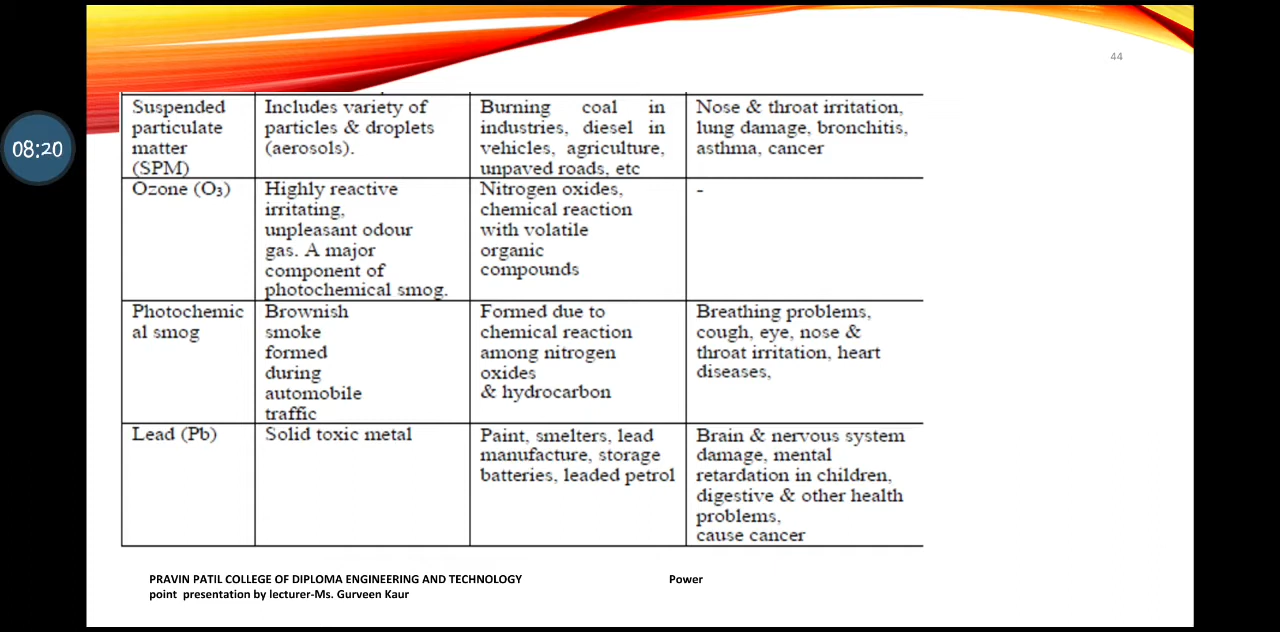 44
08:20
Suspended
particulate
matter
(SPM)
Includes variety of
particles & droplets
(aerosols).
Burning coal in
industries, diesel in
vehicles, agriculture,
unpaved roads, etc
Nose & throat irritation,
lung damage, bronchitis,
asthma, cancer
Ozone (O₃)
Highly reactive
irritating,
unpleasant odour
gas. A major
component of
photochemical smog.
Nitrogen oxides,
chemical reaction
with volatile
organic
compounds
-
Photochemic
al smog
Brownish
smoke
formed
during
automobile
traffic
Formed due to
chemical reaction
among nitrogen
oxides
& hydrocarbon
Breathing problems,
cough, eye, nose &
throat irritation, heart
diseases,
Lead (Pb)
Solid toxic metal
Paint, smelters, lead
manufacture, storage
batteries, leaded petrol
Brain & nervous system
damage, mental
retardation in children,
digestive & other health
problems,
cause cancer
PRAVIN PATIL COLLEGE OF DIPLOMA ENGINEERING AND TECHNOLOGY Power
point presentation by lecturer-Ms. Gurveen Kaur